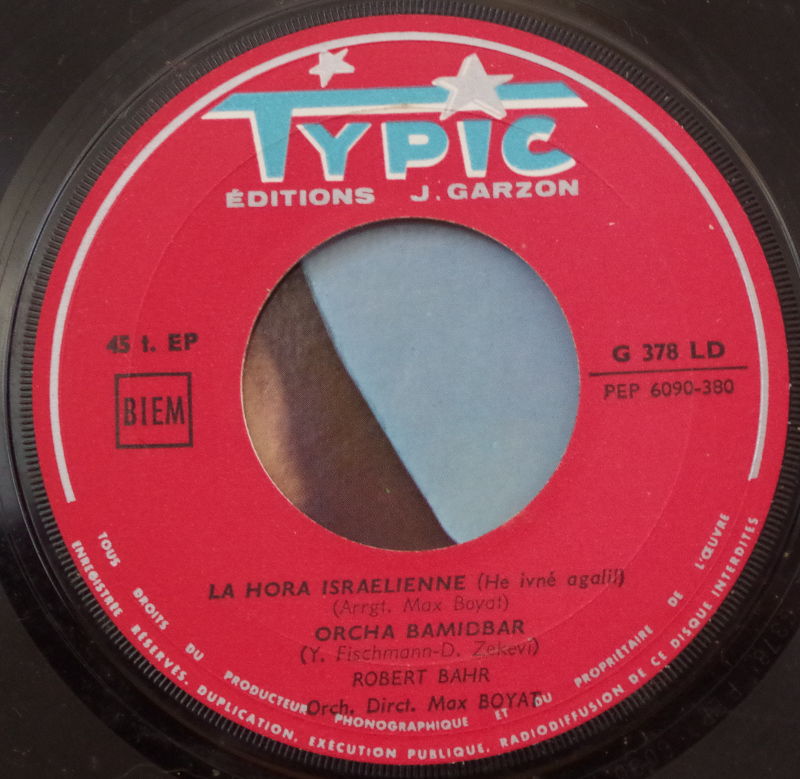 TYPIC
ÉDITIONS J. GARZON
45 t. EP
BIEM
G 378 LD
PEP 6090-380
LA HORA ISRAELIENNE (He ivné agalil)
(Arrgt. Max Boyat)
ORCHA BAMIDBAR
(Y. Fischmann-D. Zekevi)
ROBERT BAHR
Orch. Dirct. Max BOYAT
TOUS DROITS DU PRODUCTEUR PHONOGRAPHIQUE ET DU PROPRIÉTAIRE DE L'ŒUVRE
ENREGISTRÉE RÉSERVÉS, DUPLICATION, EXÉCUTION PUBLIQUE, RADIODIFFUSION DE CE DISQUE INTERDITES